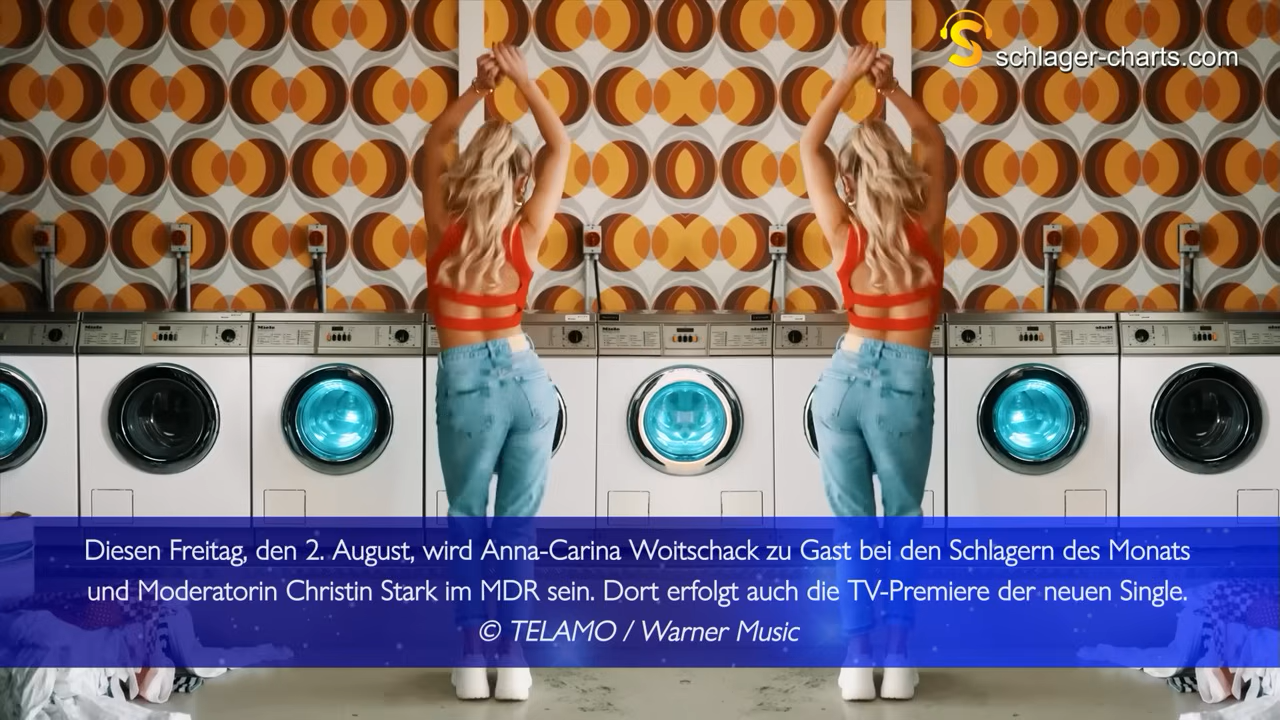 schlager-charts.com
Miele
Miele
Diesen Freitag, den 2. August, wird Anna-Carina Woitschack zu Gast bei den Schlagern des Monats
und Moderatorin Christin Stark im MDR sein. Dort erfolgt auch die TV-Premiere der neuen Single.
© TELAMO / Warner Music